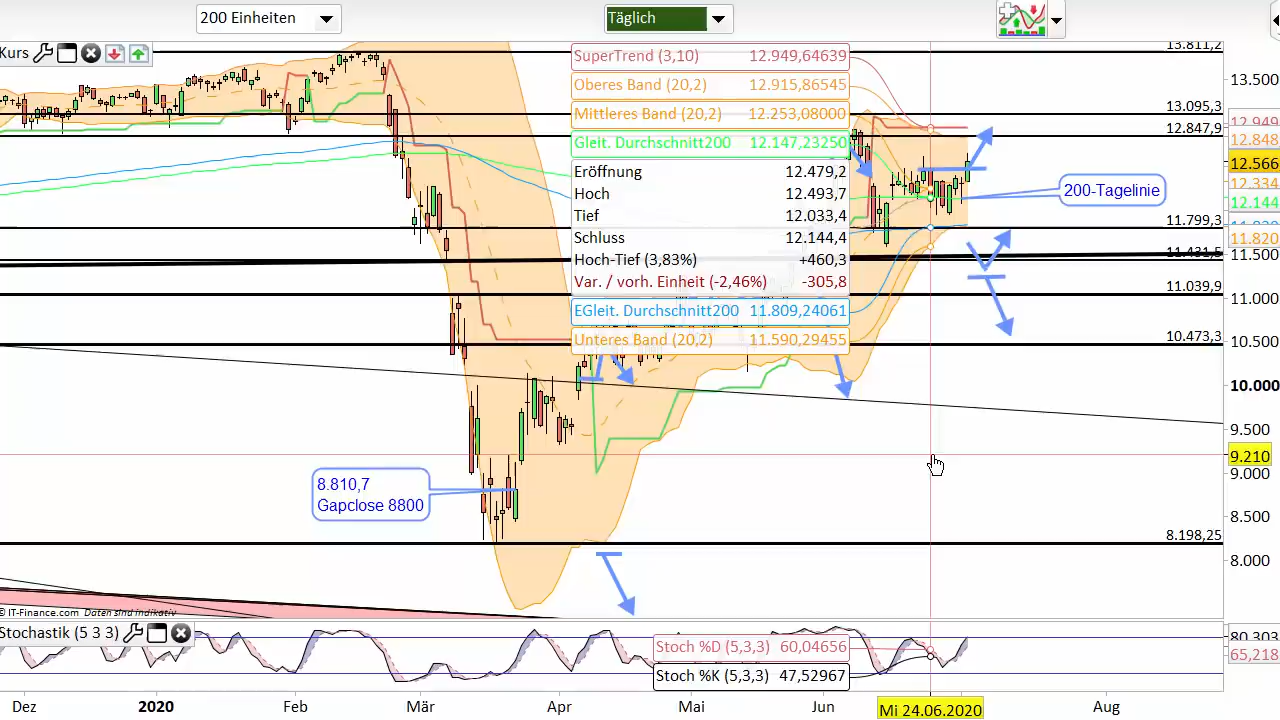 200 Einheiten
Täglich
Kurs
SuperTrend (3,10) 12.949,64639
Oberes Band (20,2) 12.915,86545
Mittleres Band (20,2) 12.253,08000
Gleit. Durchschnitt200 12.147,23250
Eröffnung 12.479,2
Hoch 12.493,7
Tief 12.033,4
Schluss 12.144,4
Hoch-Tief (3,83%) +460,3
Var. / vorh. Einheit (-2,46%) -305,8
EGleit. Durchschnitt200 11.809,24061
Unteres Band (20,2) 11.590,29455
13.811,2
13.095,3
12.847,9
11.799,3
11.431,5
11.039,9
10.473,3
8.198,25
200-Tagelinie
8.810,7
Gapclose 8800
13.500
12.949
12.848
12.566
12.334
12.144
11.820
11.500
11.000
10.500
10.000
9.500
9.210
9.000
8.500
8.000
© IT-Finance.com Daten sind indikativ
Stochastik (5 3 3)
Stoch %D (5,3,3) 60,04656
Stoch %K (5,3,3) 47,52967
80,303
65,218
Dez 2020 Feb Mär Apr Mai Jun Mi 24.06.2020 Aug